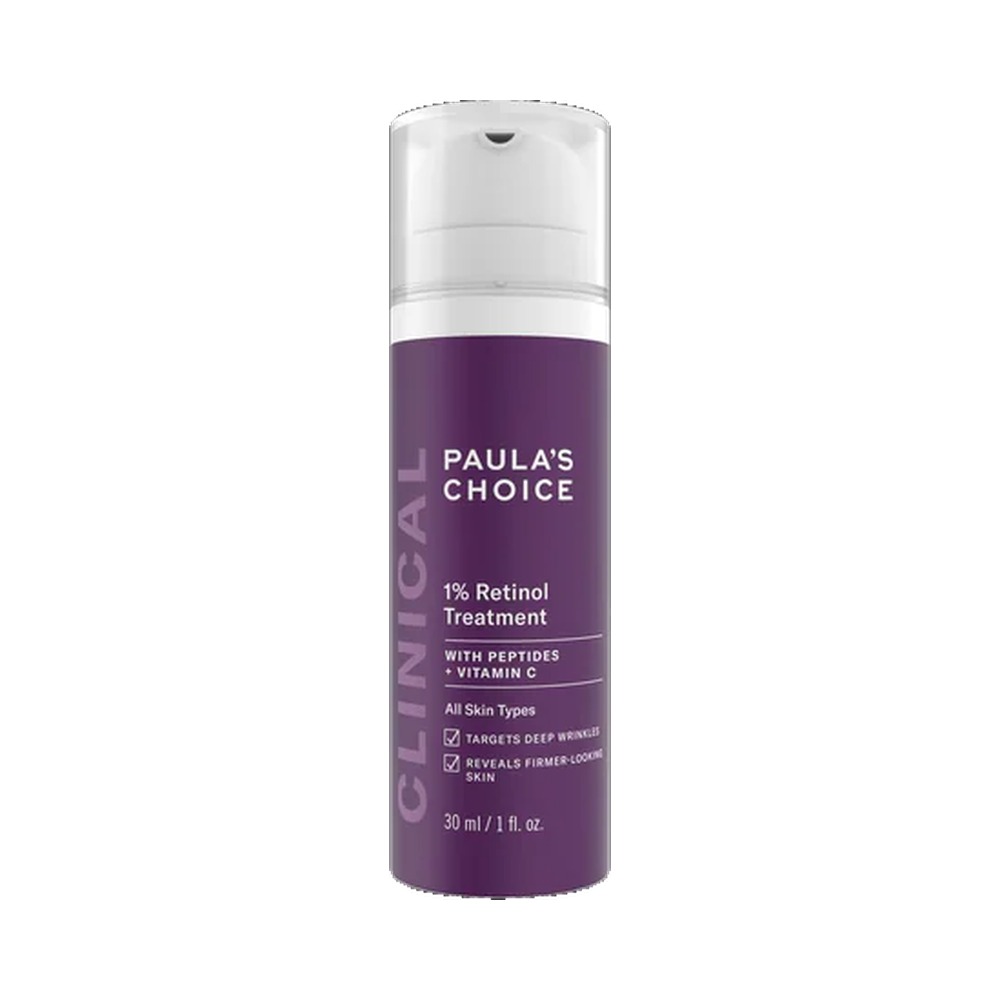 CLINICAL
PAULA'S
CHOICE
1% Retinol
Treatment
WITH PEPTIDES
+ VITAMIN C
All Skin Types
TARGETS DEEP WRINKLES
REVEALS FIRMER-LOOKING
SKIN
30 ml / 1 fl. oz.